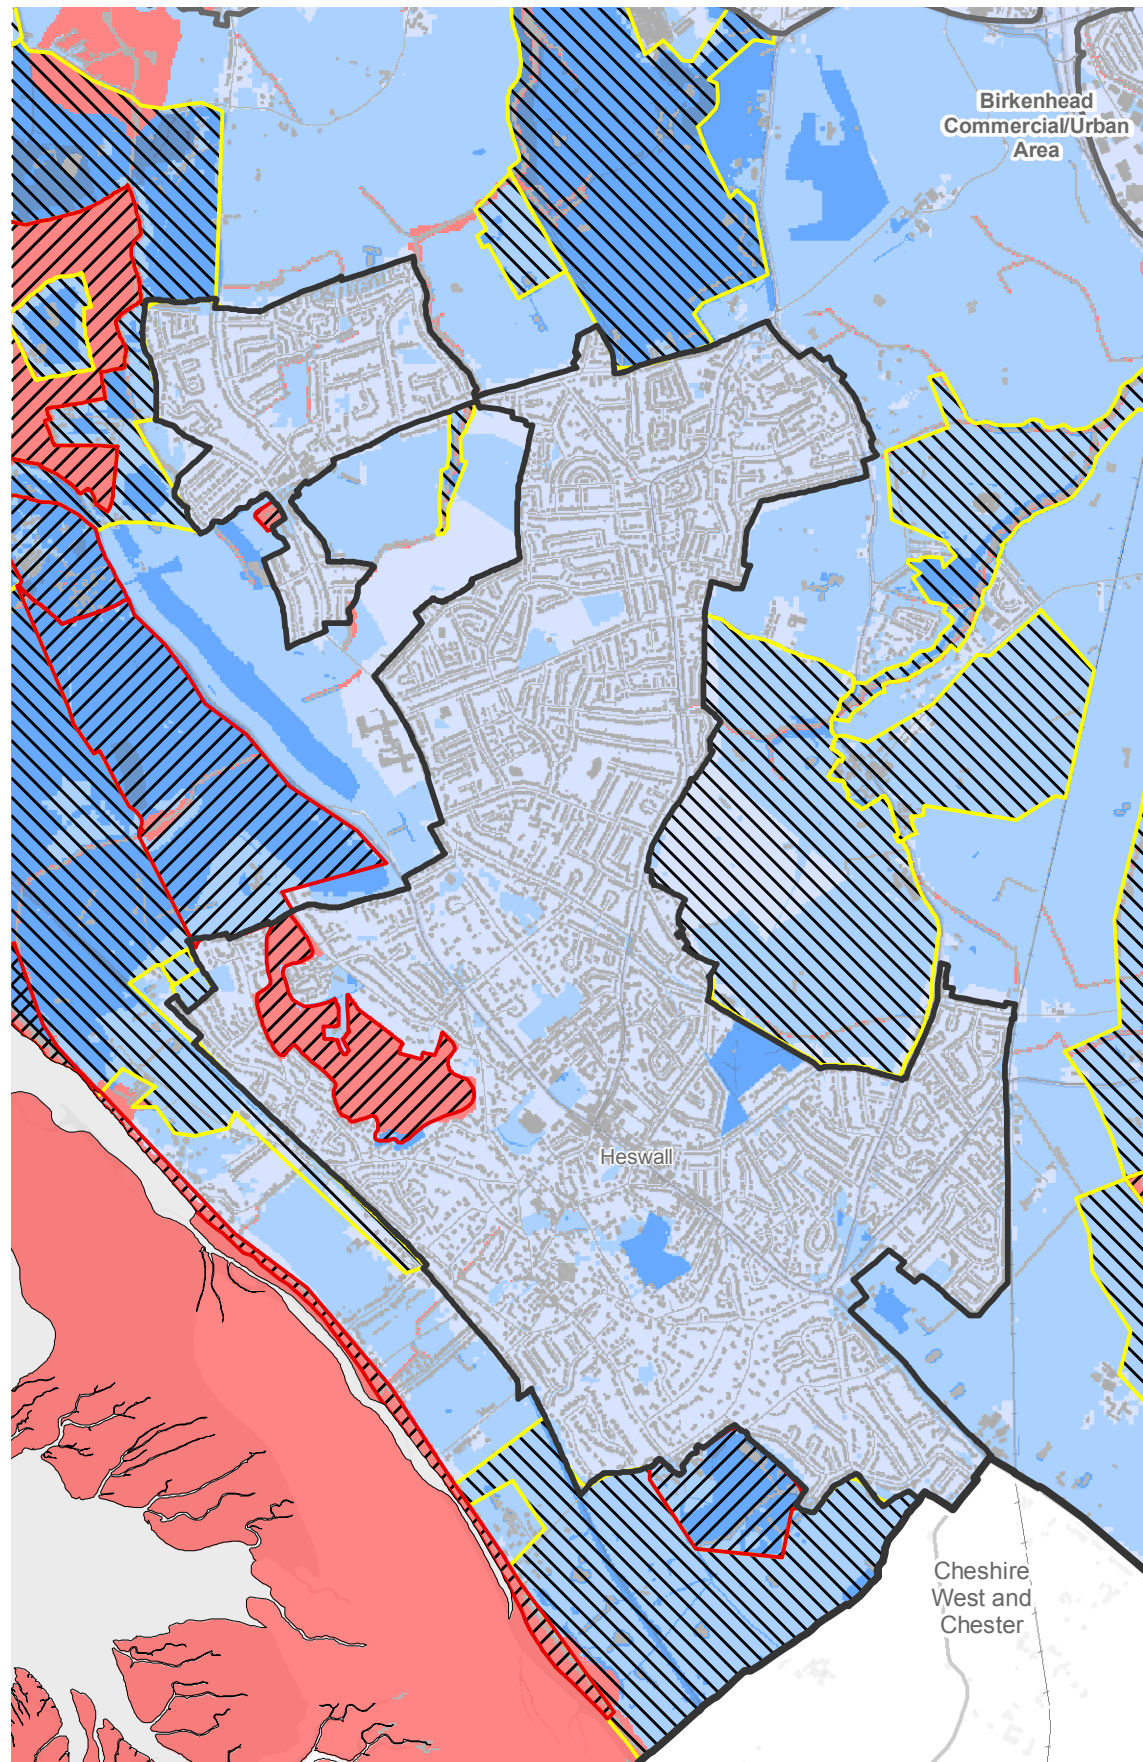 Birkenhead
Commercial/Urban
Area
Heswall
Cheshire
West and
Chester